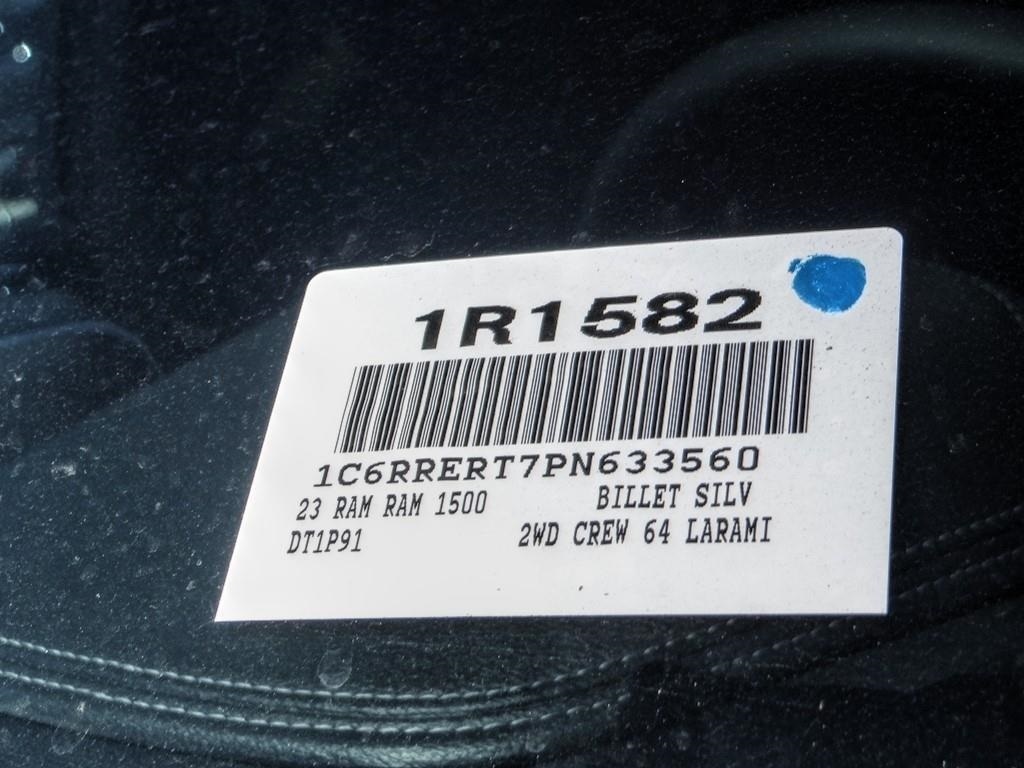 1R1582
1C6RRERT7PN633560
23 RAM RAM 1500 BILLET SILV
DT1P91 2WD CREW 64 LARAMI